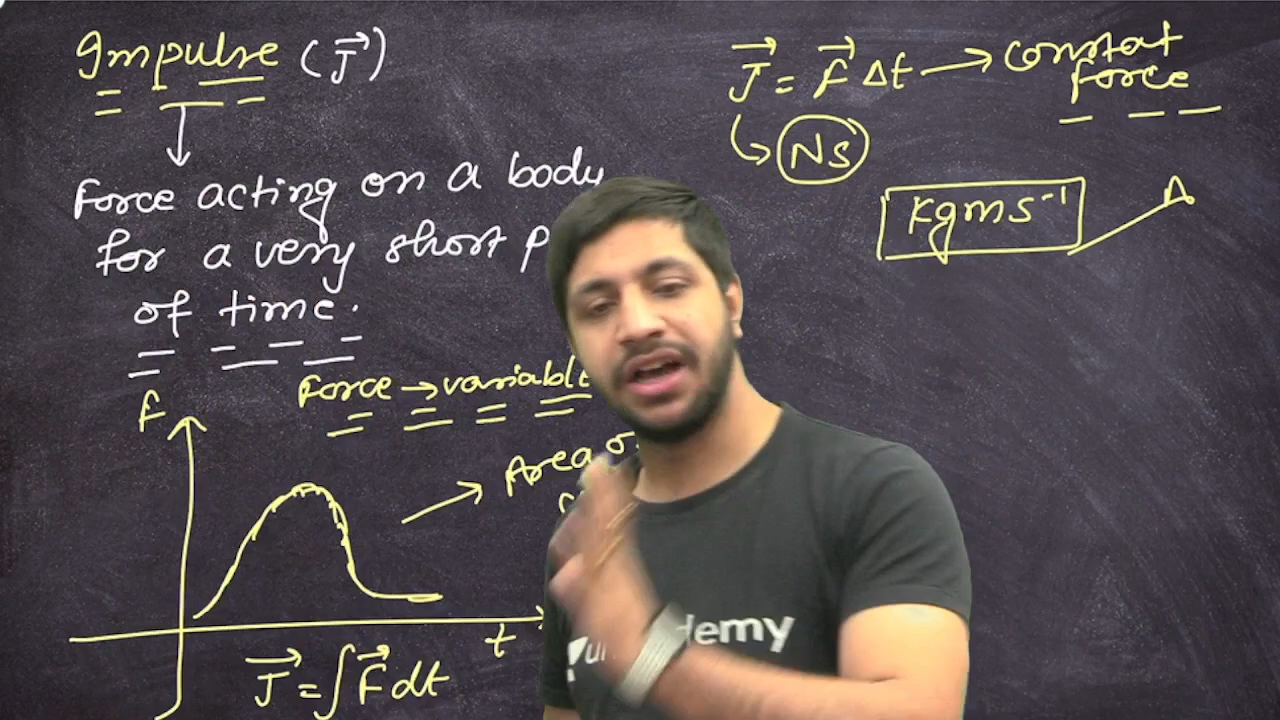 Impulse (J⃗)
Force acting on a body
for a very short p
of time.
Force → variable
F
Area o
t
J⃗ = ∫F⃗dt
J⃗ = F⃗ Δt → constat
force
Ns
Kgms⁻¹
Δ
demy